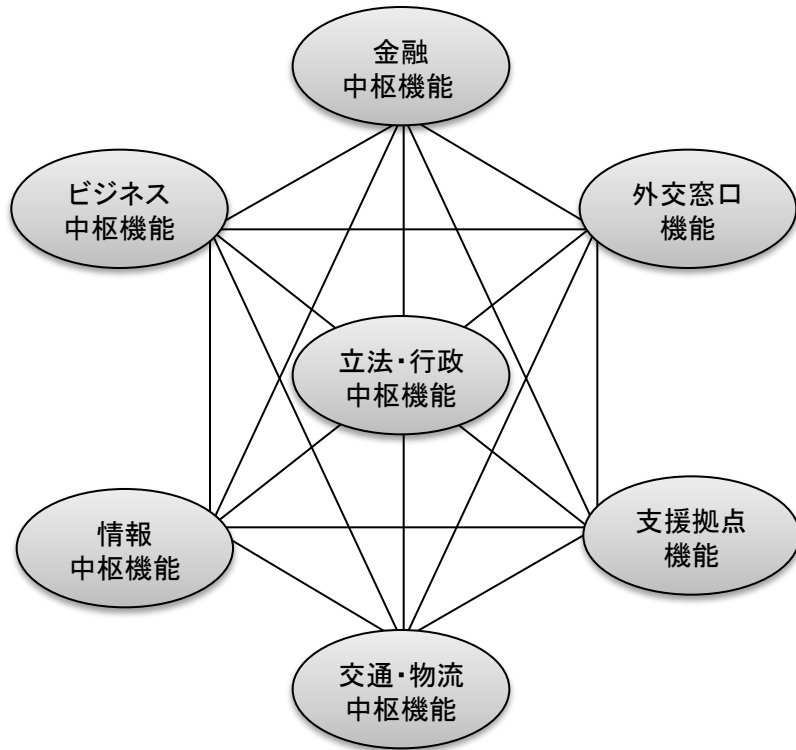 金融
中枢機能
ビジネス
中枢機能
外交窓口
機能
立法・行政
中枢機能
情報
中枢機能
支援拠点
機能
交通・物流
中枢機能